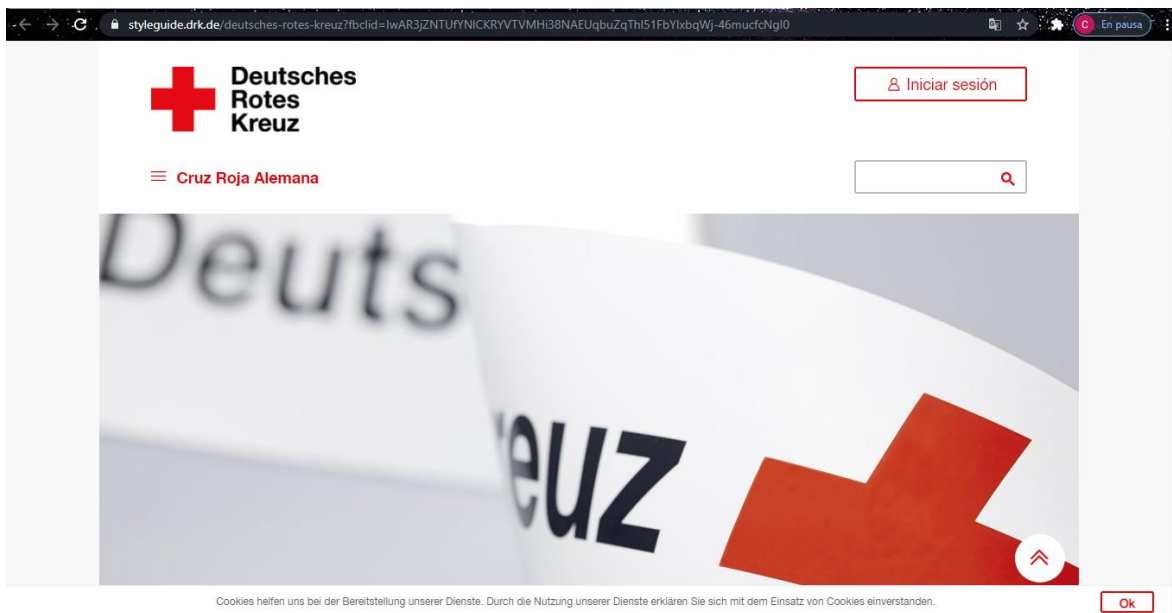 styleguide.drk.de/deutsches-rotes-kreuz?fbclid=IwAR3jZNTUfYNICKRYVTVMHi38NAEUqbuZqThl51FbYlxbqWj-46mucfcNgl0
C
En pausa
Deutsches
Rotes
Kreuz
Iniciar sesión
Cruz Roja Alemana
Deuts
euz
Cookies helfen uns bei der Bereitstellung unserer Dienste. Durch die Nutzung unserer Dienste erklären Sie sich mit dem Einsatz von Cookies einverstanden.
Ok